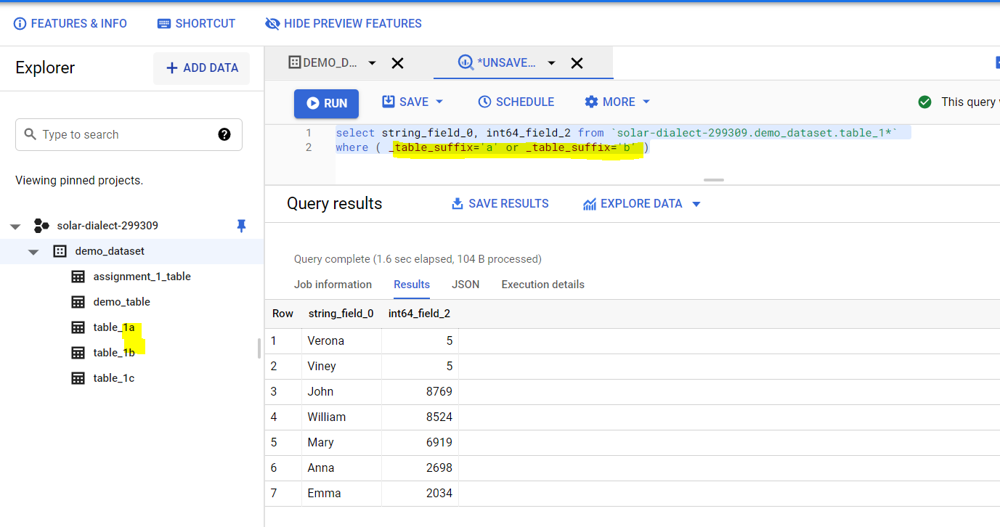 FEATURES & INFO SHORTCUT HIDE PREVIEW FEATURES
Explorer
ADD DATA
Type to search
Viewing pinned projects.
solar-dialect-299309
demo_dataset
assignment_1_table
demo_table
table_1a
table_1b
table_1c
DEMO_D... *UNSAVE...
RUN SAVE SCHEDULE MORE This query
1 select string_field_0, int64_field_2 from `solar-dialect-299309.demo_dataset.table_1*`
2 where ( _table_suffix='a' or _table_suffix='b' )
Query results SAVE RESULTS EXPLORE DATA
Query complete (1.6 sec elapsed, 104 B processed)
Job information Results JSON Execution details
Row string_field_0 int64_field_2
1 Verona 5
2 Viney 5
3 John 8769
4 William 8524
5 Mary 6919
6 Anna 2698
7 Emma 2034